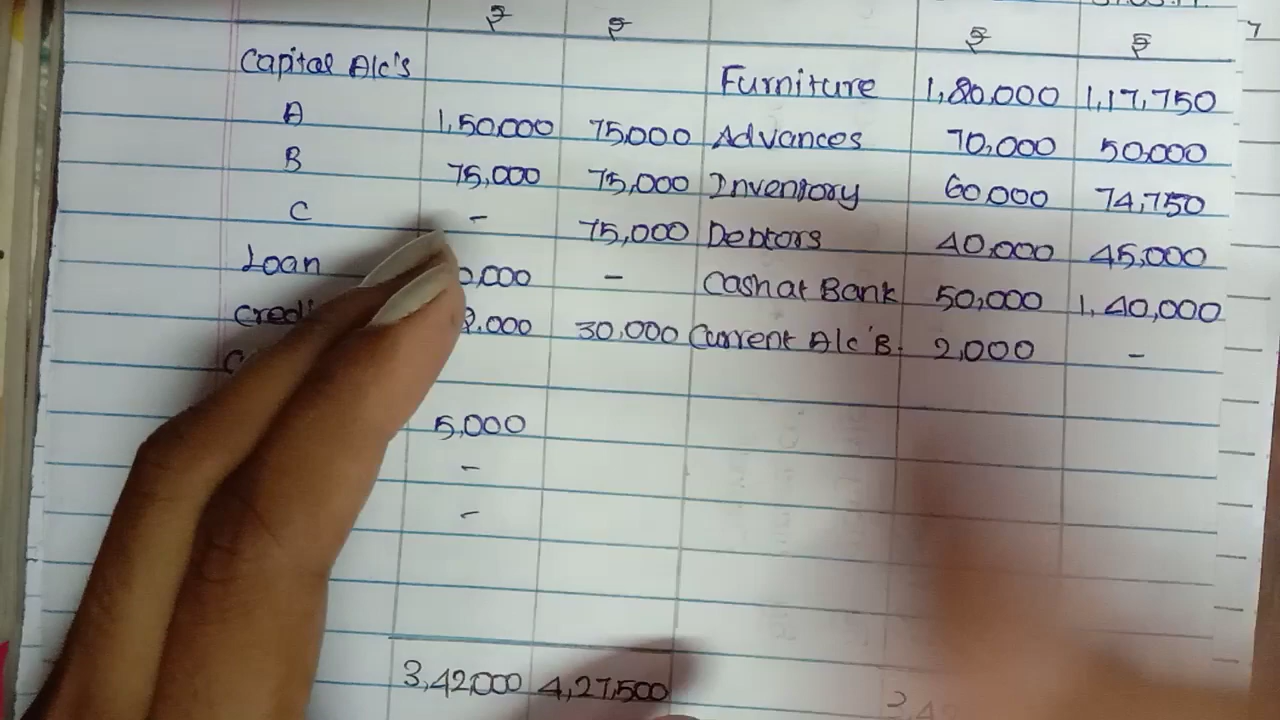 ₹ ₹ ₹ ₹
Capital A/c's Furniture 1,80,000 1,17,750
A 1,50,000 75,000 Advances 70,000 50,000
B 75,000 75,000 Inventory 60,000 74,750
C - 75,000 Debtors 40,000 45,000
Loan - Cash at Bank 50,000 1,40,000
30,000 Current A/c's B. 2,000 -
5,000
-
-
3,42,000 4,27,500